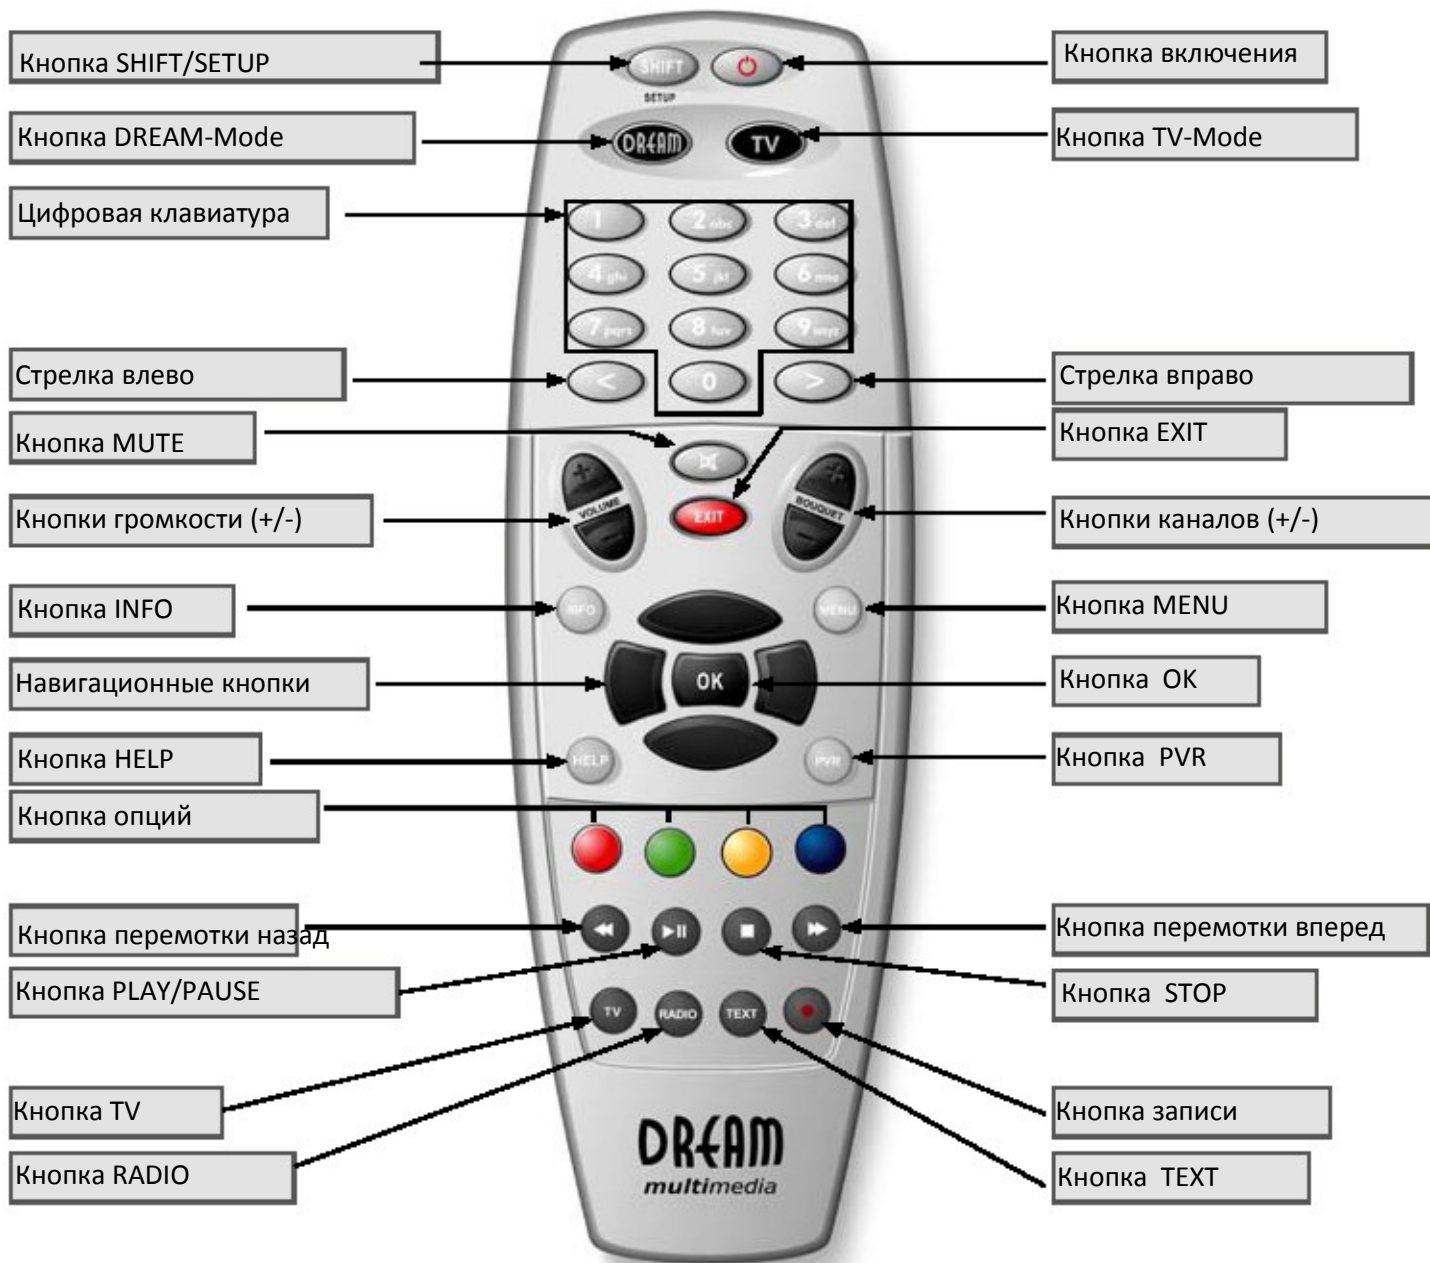 Кнопка SHIFT/SETUP
SHIFT
Кнопка включения
SETUP
Кнопка DREAM-Mode
DREAM
TV
Кнопка TV-Mode
Цифровая клавиатура
1
2 abc
3 def
4 ghi
5 jkl
6 mno
7 pqrs
8 tuv
9 wxyz
Стрелка влево
<
0
>
Стрелка вправо
Кнопка MUTE
Кнопка EXIT
Кнопки громкости (+/-)
+
VOLUME
−
EXIT
+
BOUQUET
−
Кнопки каналов (+/-)
Кнопка INFO
INFO
MENU
Кнопка MENU
Навигационные кнопки
OK
Кнопка OK
Кнопка HELP
HELP
PVR
Кнопка PVR
Кнопка опций
Кнопка перемотки назад
Кнопка перемотки вперед
Кнопка PLAY/PAUSE
Кнопка STOP
TV
RADIO
TEXT
Кнопка TV
Кнопка записи
Кнопка RADIO
Кнопка TEXT
DREAM
multimedia